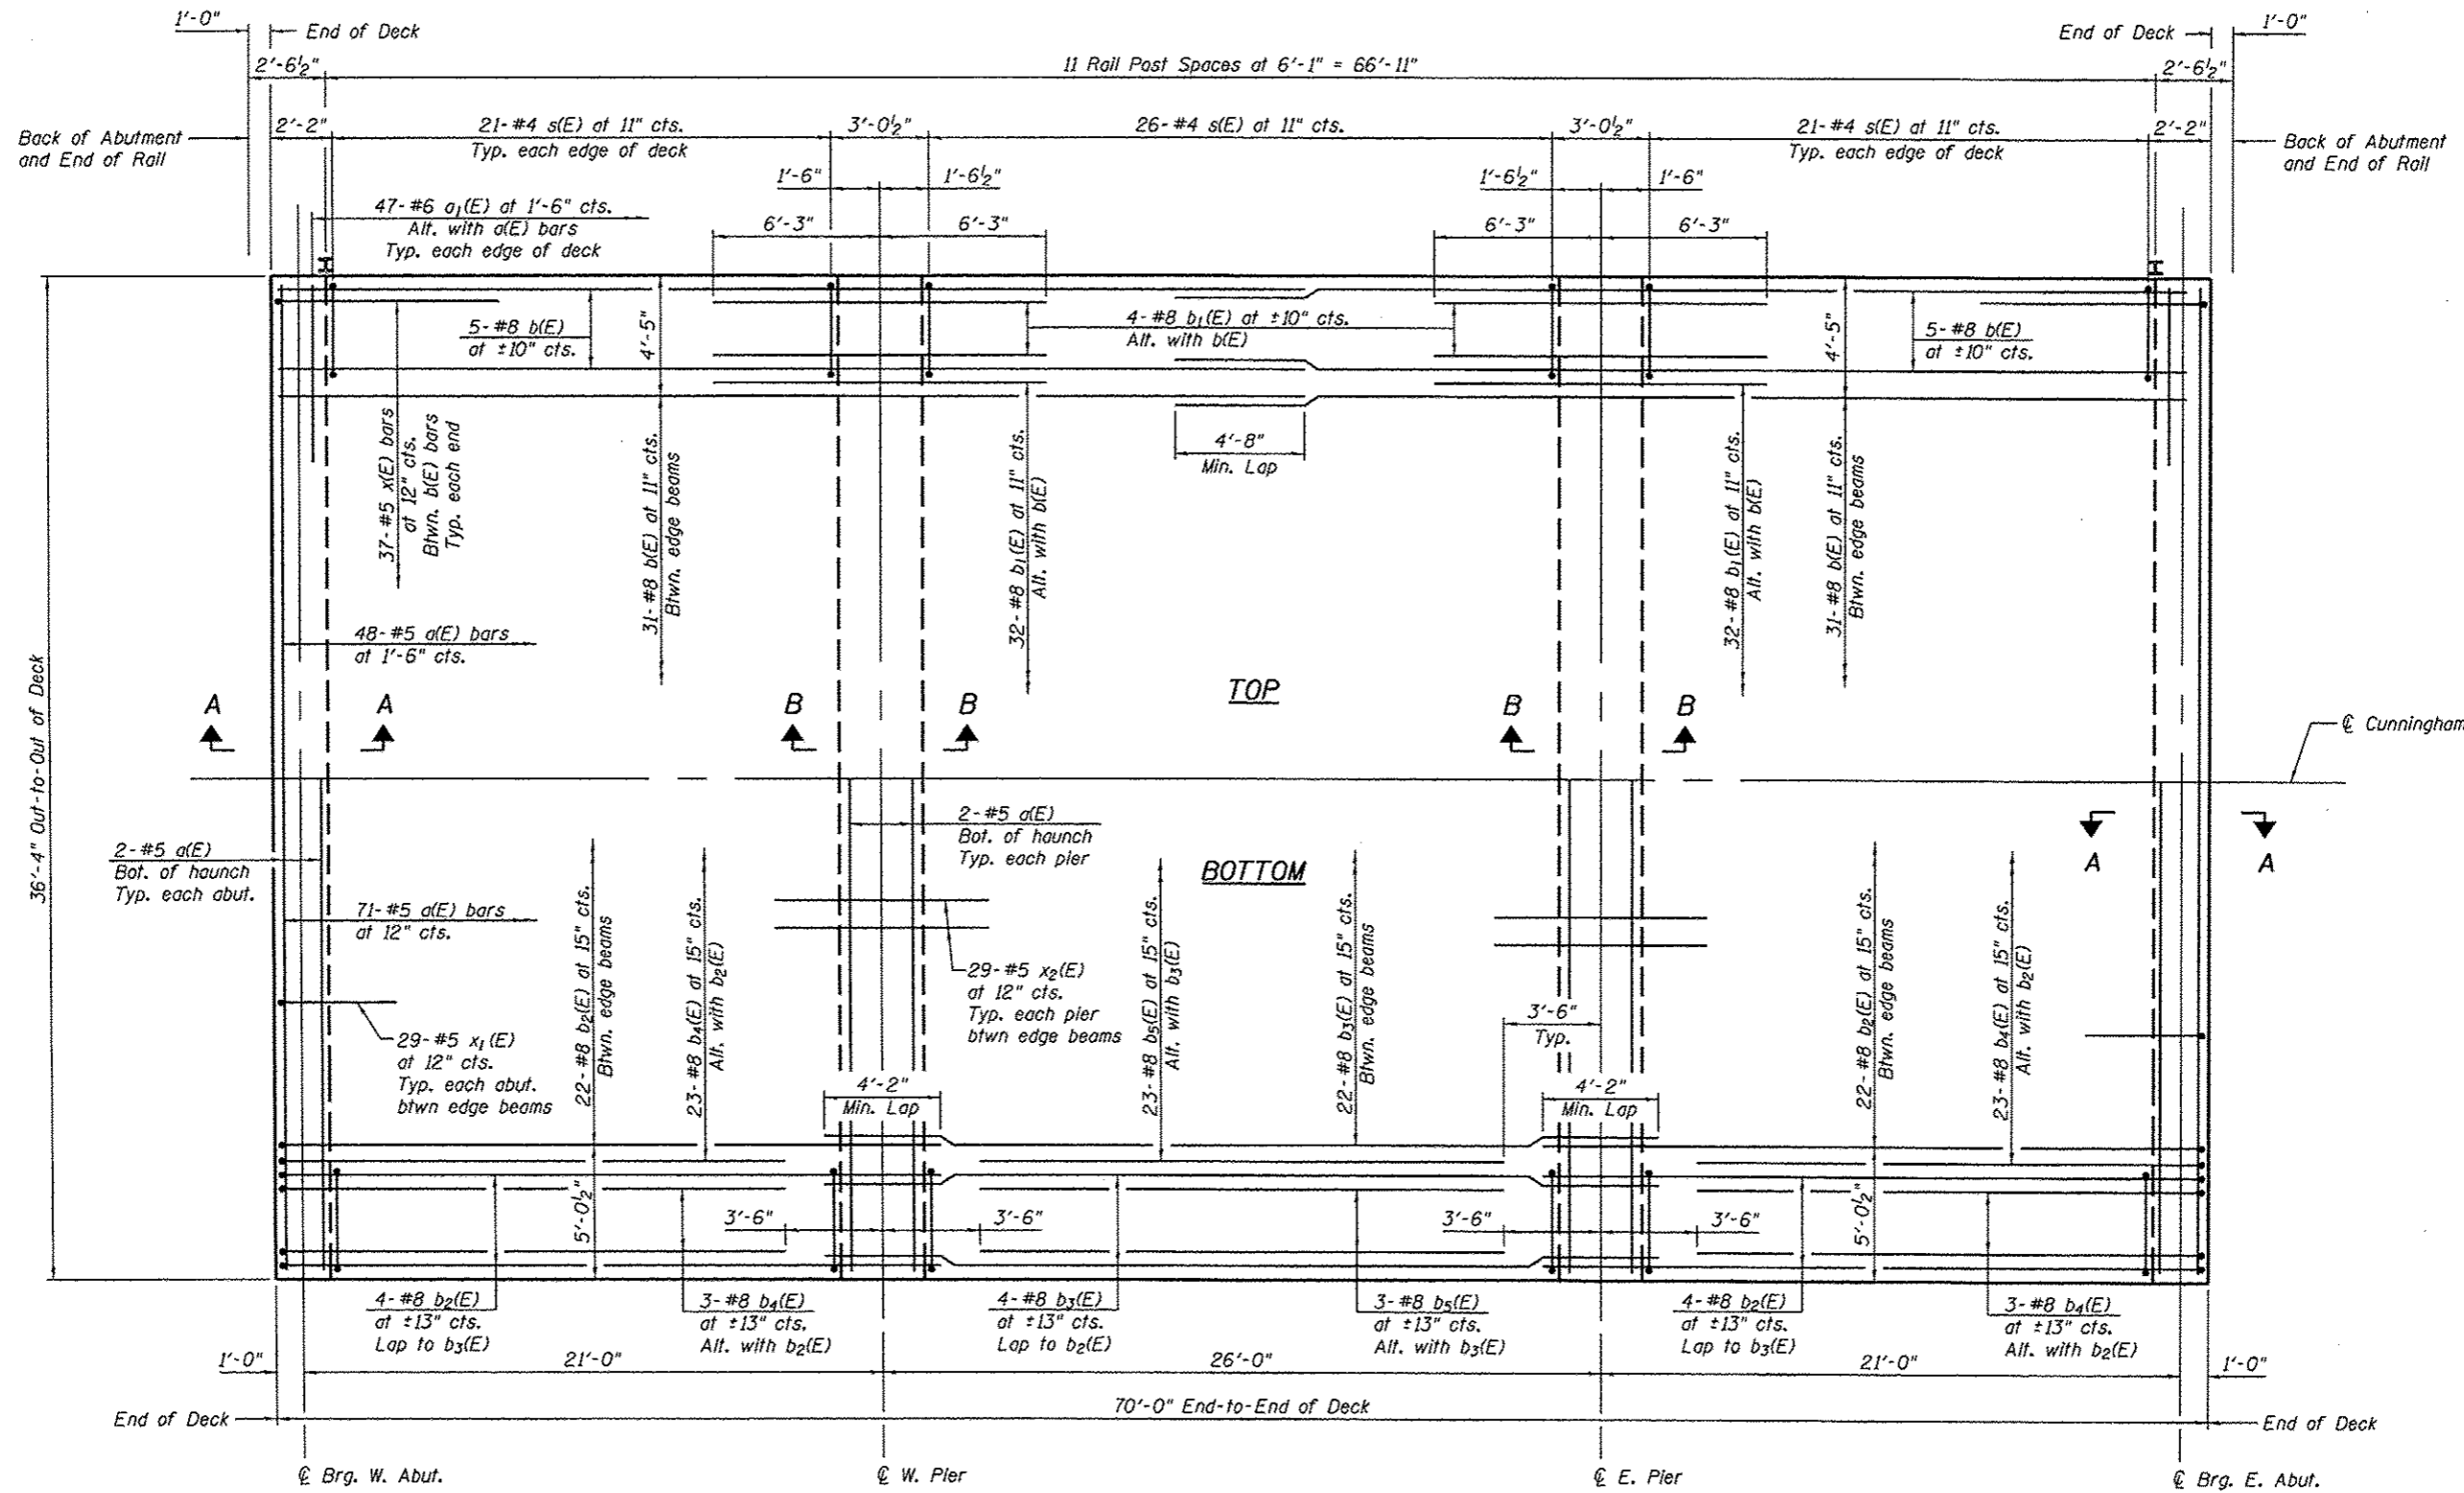 1'-0"
End of Deck
End of Deck
1'-0"
2'-6½"
11 Rail Post Spaces at 6'-1" = 66'-11"
2'-6½"
Back of Abutment
and End of Rail
2'-2"
21-#4 s(E) at 11" cts.
Typ. each edge of deck
3'-0½"
26-#4 s(E) at 11" cts.
3'-0½"
21-#4 s(E) at 11" cts.
Typ. each edge of deck
2'-2"
Back of Abutment
and End of Rail
1'-6"
1'-6½"
1'-6½"
1'-6"
47-#6 a1(E) at 1'-6" cts.
Alt. with a(E) bars
Typ. each edge of deck
6'-3"
6'-3"
6'-3"
6'-3"
5-#8 b(E)
at ±10" cts.
4'-5"
4-#8 b1(E) at ±10" cts.
Alt. with b(E)
4'-5"
5-#8 b(E)
at ±10" cts.
37-#5 x(E) bars
at 12" cts.
Btwn. b(E) bars
Typ. each end
31-#8 b(E) at 11" cts.
Btwn. edge beams
32-#8 b1(E) at 11" cts.
Alt. with b(E)
4'-8"
Min. Lap
32-#8 b1(E) at 11" cts.
Alt. with b(E)
31-#8 b(E) at 11" cts.
Btwn. edge beams
48-#5 a(E) bars
at 1'-6" cts.
36'-4" Out-to-Out of Deck
A
A
B
B
TOP
B
B
℄ Cunningham
2-#5 a(E)
Bot. of haunch
Typ. each abut.
2-#5 a(E)
Bot. of haunch
Typ. each pier
BOTTOM
A
A
71-#5 a(E) bars
at 12" cts.
22-#8 b2(E) at 15" cts.
Btwn. edge beams
23-#8 b4(E) at 15" cts.
Alt. with b2(E)
29-#5 x2(E)
at 12" cts.
Typ. each pier
btwn edge beams
23-#8 b5(E) at 15" cts.
Alt. with b3(E)
22-#8 b3(E) at 15" cts.
Btwn. edge beams
3'-6"
Typ.
22-#8 b2(E) at 15" cts.
Btwn. edge beams
23-#8 b4(E) at 15" cts.
Alt. with b2(E)
29-#5 x1(E)
at 12" cts.
Typ. each abut.
btwn edge beams
4'-2"
Min. Lap
4'-2"
Min. Lap
5'-0½"
3'-6"
3'-6"
3'-6"
3'-6"
5'-0½"
4-#8 b2(E)
at ±13" cts.
Lap to b3(E)
3-#8 b4(E)
at ±13" cts.
Alt. with b2(E)
4-#8 b3(E)
at ±13" cts.
Lap to b2(E)
3-#8 b5(E)
at ±13" cts.
Alt. with b3(E)
4-#8 b2(E)
at ±13" cts.
Lap to b3(E)
3-#8 b4(E)
at ±13" cts.
Alt. with b2(E)
1'-0"
21'-0"
26'-0"
21'-0"
1'-0"
End of Deck
70'-0" End-to-End of Deck
End of Deck
℄ Brg. W. Abut.
℄ W. Pier
℄ E. Pier
℄ Brg. E. Abut.